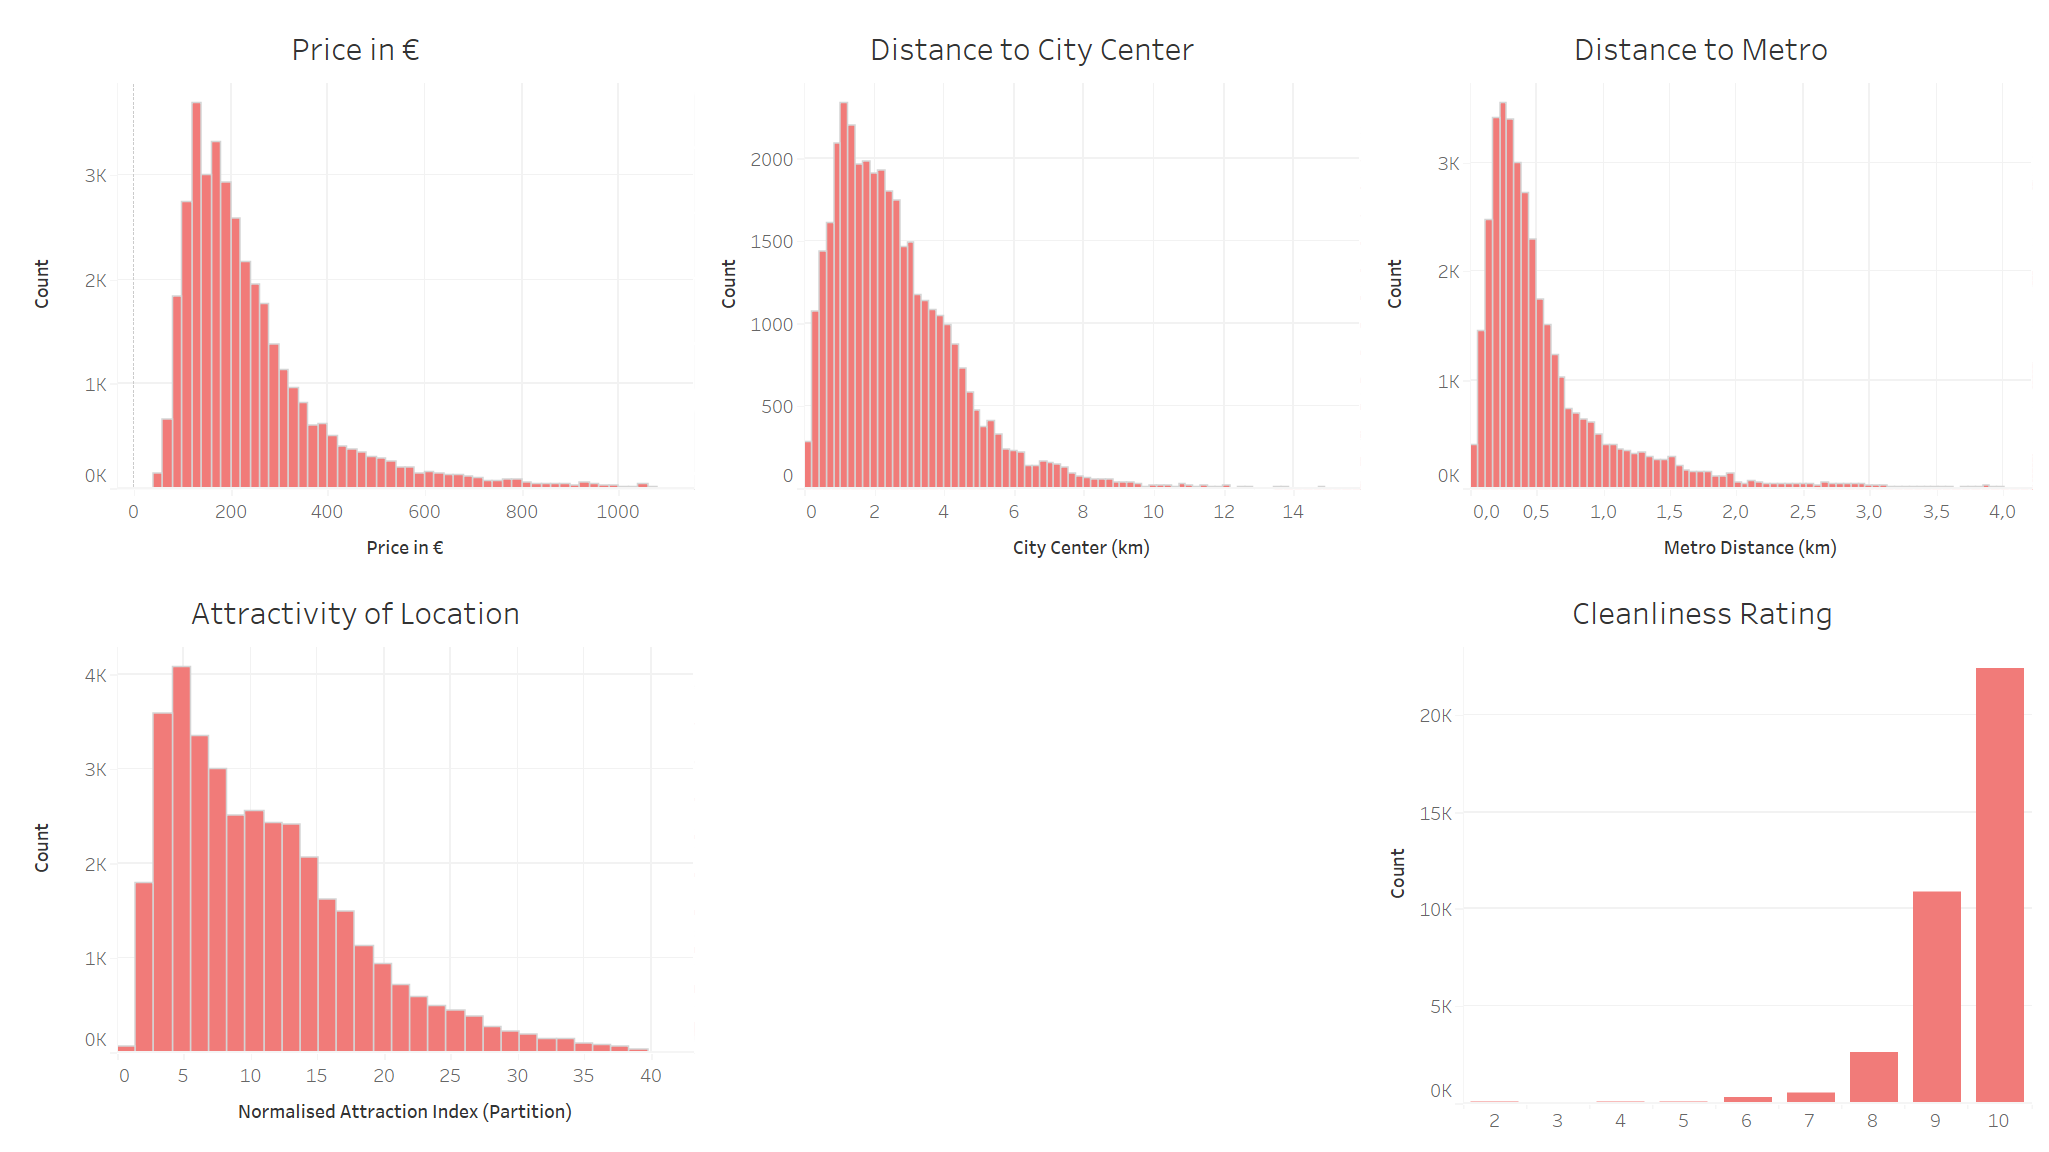 Price in €
Count
3K
2K
1K
0K
0 200 400 600 800 1000
Price in €
Distance to City Center
Count
2000
1500
1000
500
0
0 2 4 6 8 10 12 14
City Center (km)
Distance to Metro
Count
3K
2K
1K
0K
0,0 0,5 1,0 1,5 2,0 2,5 3,0 3,5 4,0
Metro Distance (km)
Attractivity of Location
Count
4K
3K
2K
1K
0K
0 5 10 15 20 25 30 35 40
Normalised Attraction Index (Partition)
Cleanliness Rating
Count
20K
15K
10K
5K
0K
2 3 4 5 6 7 8 9 10